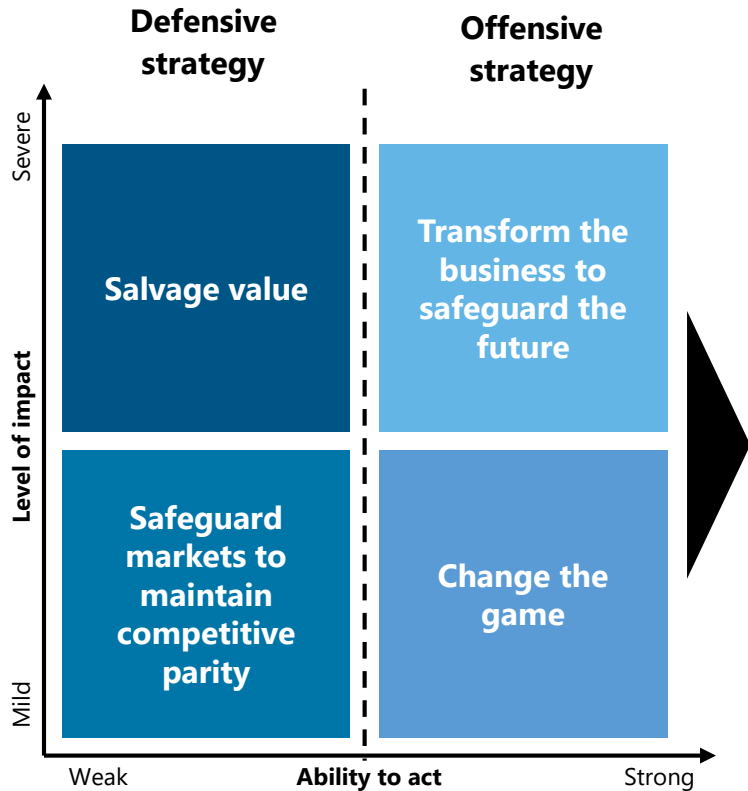 Defensive
strategy
Offensive
strategy
Severe
Level of impact
Mild
Salvage value
Transform the
business to
safeguard the
future
Safeguard
markets to
maintain
competitive
parity
Change the
game
Weak
Ability to act
Strong